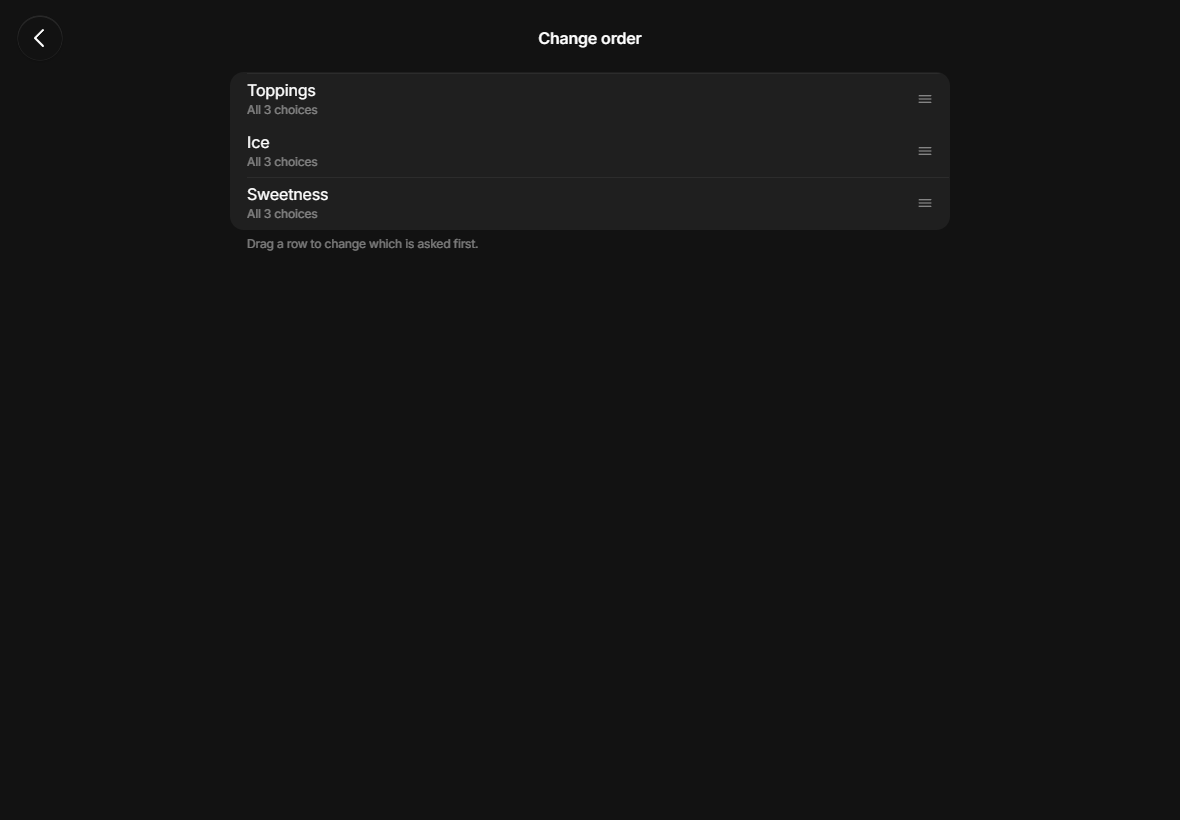 Change order
Toppings
All 3 choices
Ice
All 3 choices
Sweetness
All 3 choices
Drag a row to change which is asked first.